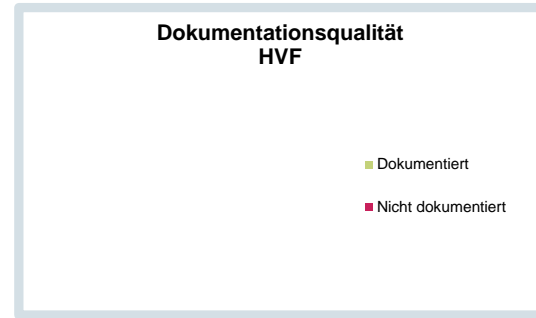 Dokumentationsqualität
HVF
Dokumentiert
Nicht dokumentiert